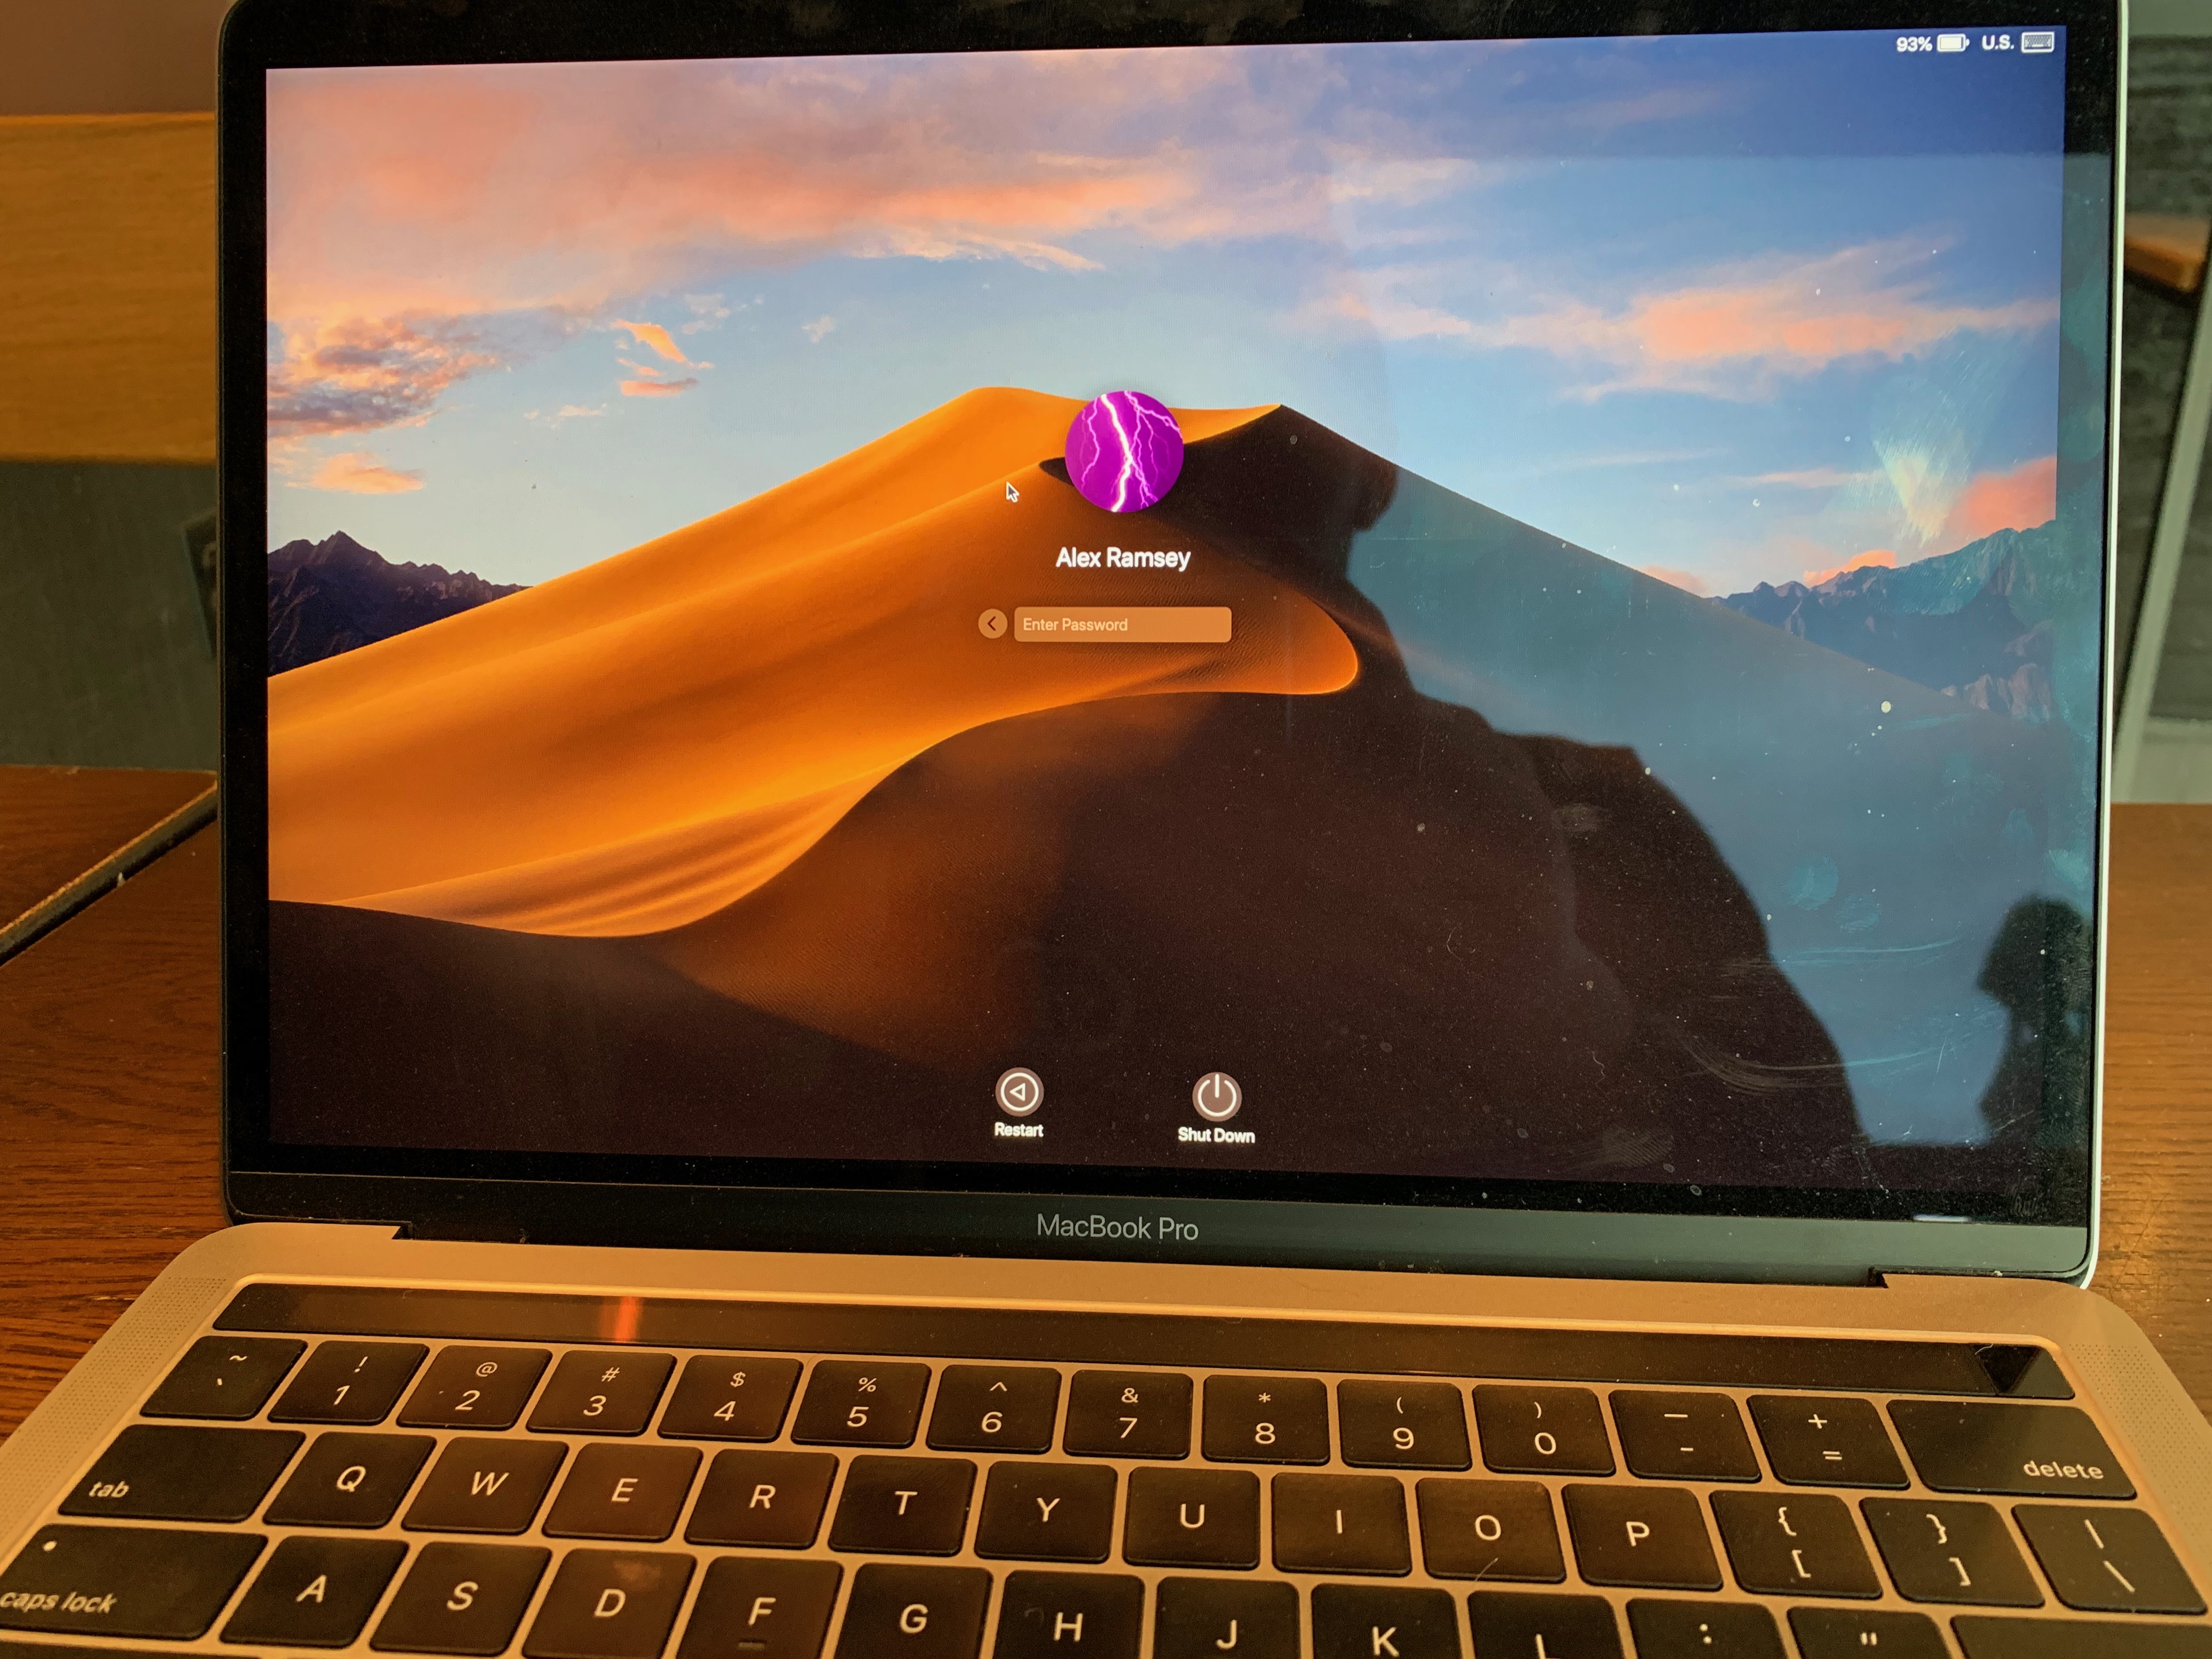 93% U.S.
Alex Ramsey
Enter Password
Restart Shut Down
MacBook Pro
~ ! @ # $ % ^ & * ( ) — +
` 1 2 3 4 5 6 7 8 9 0 - = delete
tab Q W E R T Y U I O P { [ } ] | \
caps lock A S D F G H J K L : "